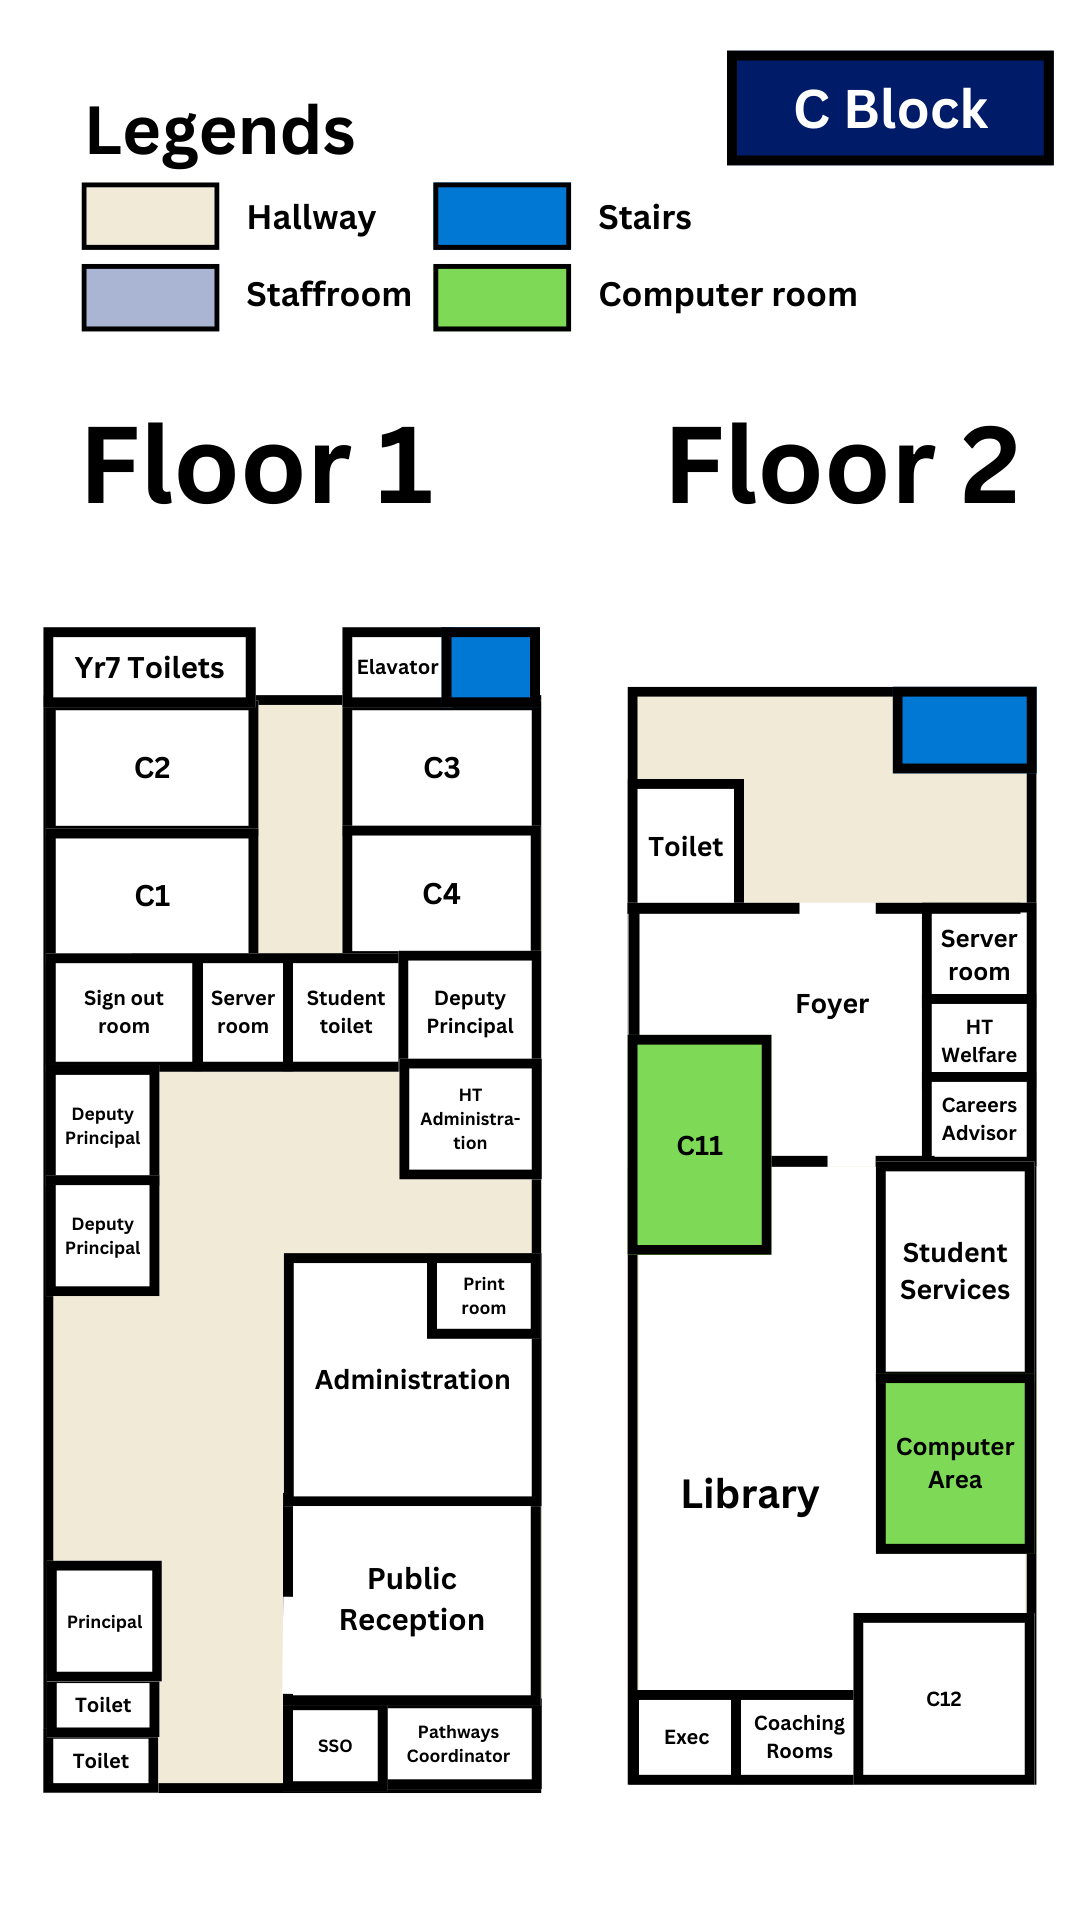 C Block
Legends
Hallway
Stairs
Staffroom
Computer room
Floor 1
Floor 2
Yr7 Toilets
Elavator
C2
C3
C1
C4
Sign out
room
Server
room
Student
toilet
Deputy
Principal
Deputy
Principal
HT
Administra-
tion
Deputy
Principal
Print
room
Administration
Public
Reception
Principal
Toilet
Toilet
SSO
Pathways
Coordinator
Toilet
Server
room
Foyer
HT
Welfare
Careers
Advisor
C11
Student
Services
Computer
Area
Library
C12
Exec
Coaching
Rooms